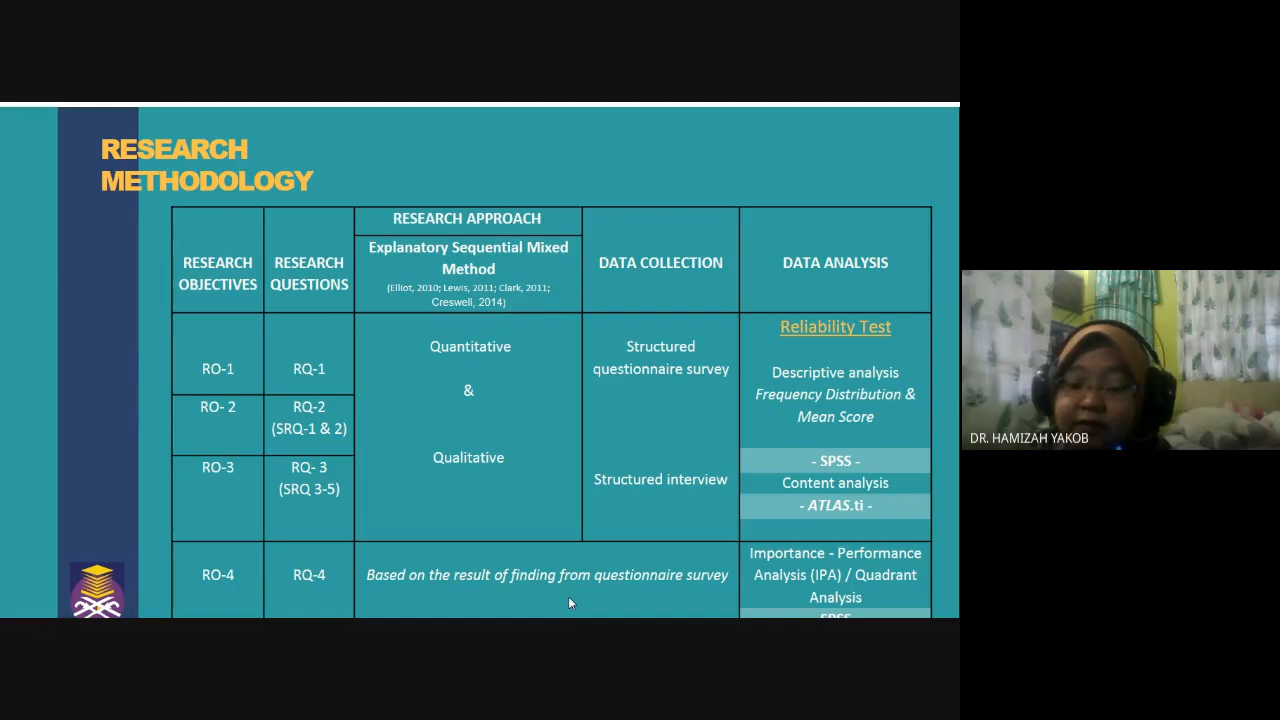 RESEARCH
METHODOLOGY
RESEARCH
OBJECTIVES
RESEARCH
QUESTIONS
RESEARCH APPROACH
Explanatory Sequential Mixed
Method
(Elliot, 2010; Lewis, 2011; Clark, 2011;
Creswell, 2014)
DATA COLLECTION
DATA ANALYSIS
RO-1
RQ-1
Quantitative
&
Qualitative
Structured
questionnaire survey
Structured interview
Reliability Test
Descriptive analysis
Frequency Distribution &
Mean Score
- SPSS -
Content analysis
- ATLAS.ti -
RO- 2
RQ-2
(SRQ-1 & 2)
RO-3
RQ- 3
(SRQ 3-5)
RO-4
RQ-4
Based on the result of finding from questionnaire survey
Importance - Performance
Analysis (IPA) / Quadrant
Analysis
SPSS
DR. HAMIZAH YAKOB